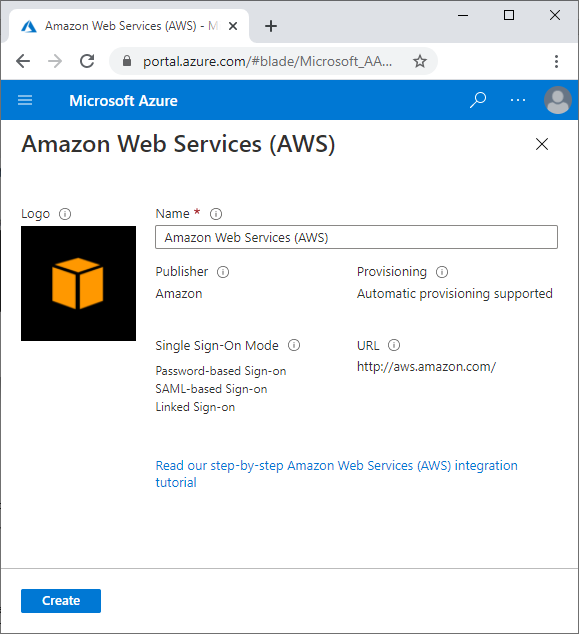 Amazon Web Services (AWS) - M
portal.azure.com/#blade/Microsoft_AA...
Microsoft Azure
Amazon Web Services (AWS)
Logo
Name *
Amazon Web Services (AWS)
Publisher
Provisioning
Amazon
Automatic provisioning supported
Single Sign-On Mode
URL
Password-based Sign-on
http://aws.amazon.com/
SAML-based Sign-on
Linked Sign-on
Read our step-by-step Amazon Web Services (AWS) integration
tutorial
Create